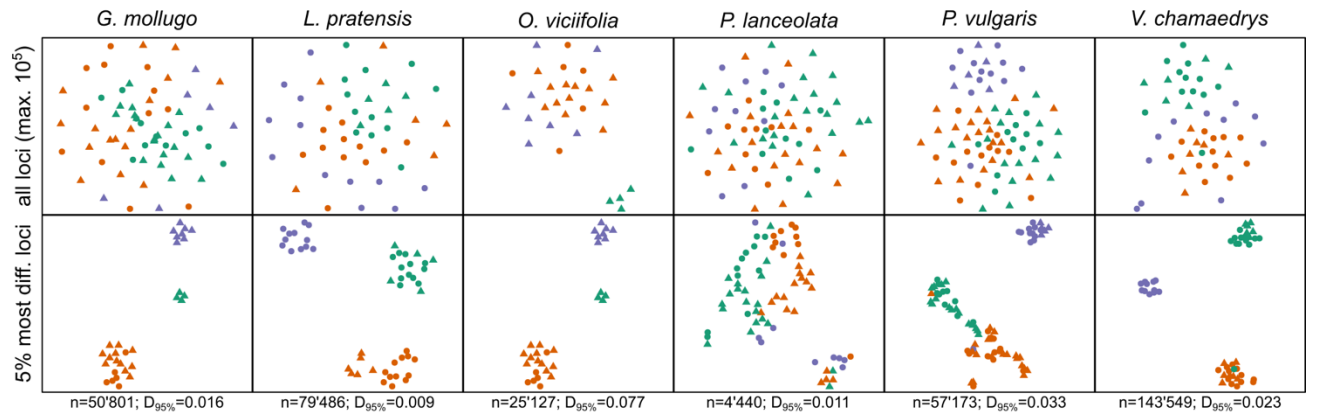 G. mollugo L. pratensis O. viciifolia P. lanceolata P. vulgaris V. chamaedrys
all loci (max. 10⁵)
5% most diff. loci
n=50'801; D95%=0.016 n=79'486; D95%=0.009 n=25'127; D95%=0.077 n=4'440; D95%=0.011 n=57'173; D95%=0.033 n=143'549; D95%=0.023